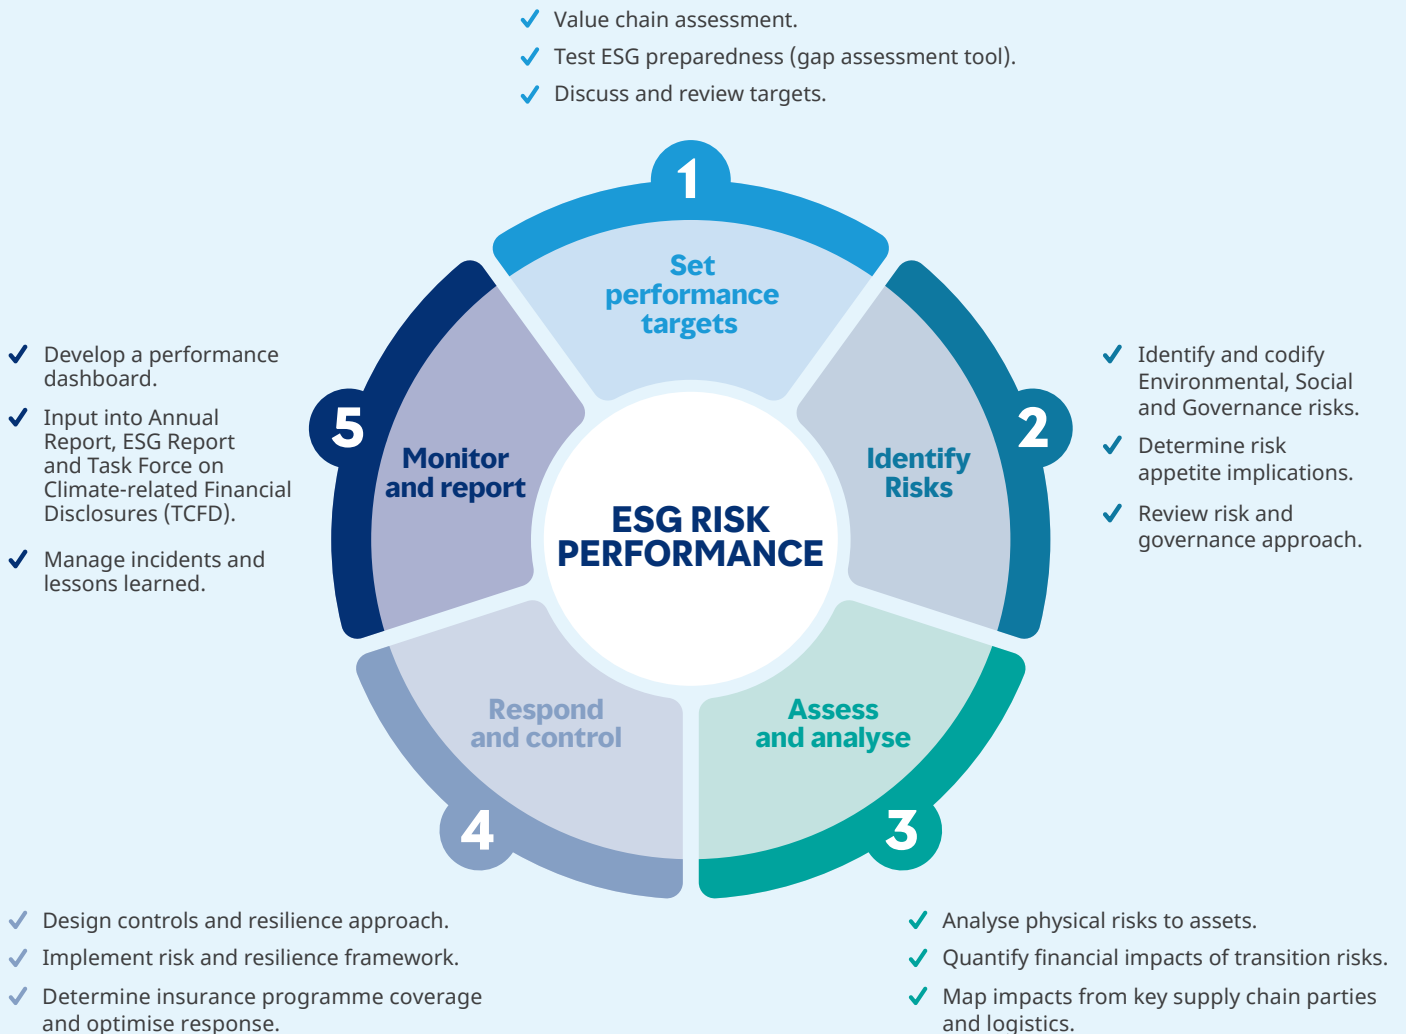 Value chain assessment.
Test ESG preparedness (gap assessment tool).
Discuss and review targets.
1
Set
performance
targets
2
Identify
Risks
Identify and codify
Environmental, Social
and Governance risks.
Determine risk
appetite implications.
Review risk and
governance approach.
ESG RISK
PERFORMANCE
5
Monitor
and report
Develop a performance
dashboard.
Input into Annual
Report, ESG Report
and Task Force on
Climate-related Financial
Disclosures (TCFD).
Manage incidents and
lessons learned.
4
Respond
and control
Design controls and resilience approach.
Implement risk and resilience framework.
Determine insurance programme coverage
and optimise response.
3
Assess
and analyse
Analyse physical risks to assets.
Quantify financial impacts of transition risks.
Map impacts from key supply chain parties
and logistics.